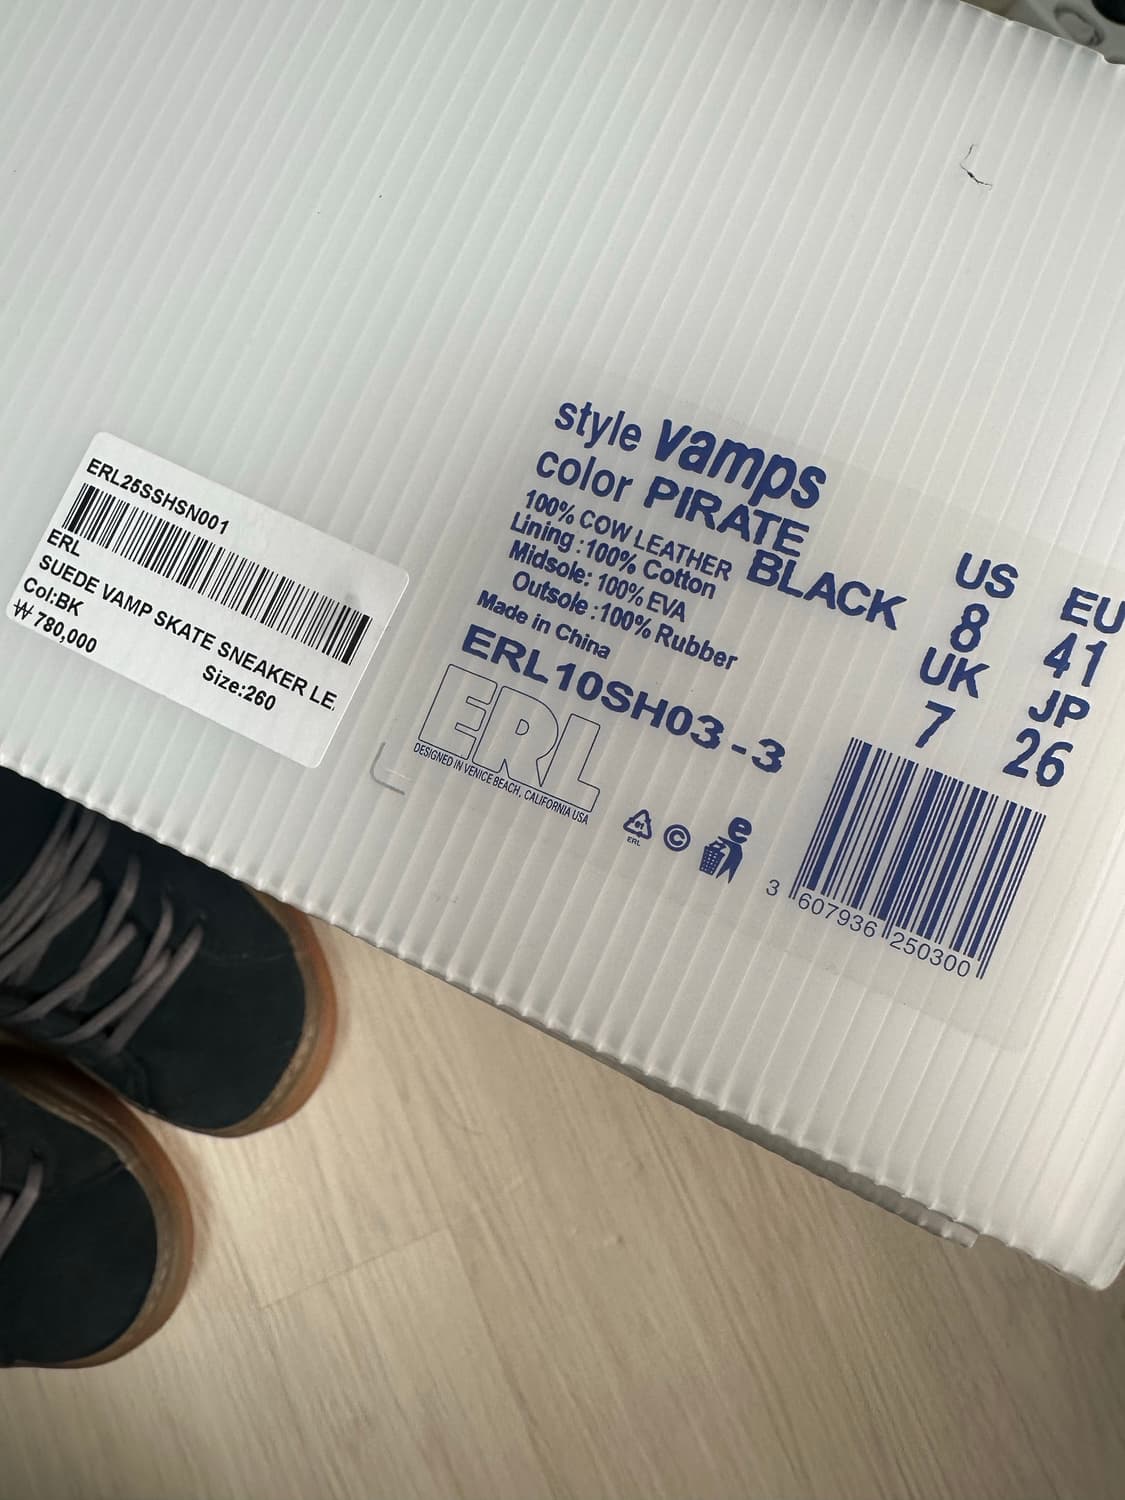 ERL25SSHSN001
ERL
SUEDE VAMP SKATE SNEAKER LE
Col:BK
₩ 780,000
Size:260
style vamps
color PIRATE
BLACK
100% COW LEATHER
Lining :100% Cotton
Midsole: 100% EVA
Outsole :100% Rubber
Made in China
ERL10SH03-3
ERL
DESIGNED IN VENICE BEACH, CALIFORNIA USA
01
ERL
©
e
US
8
UK
7
EU
41
JP
26
3 607936 250300